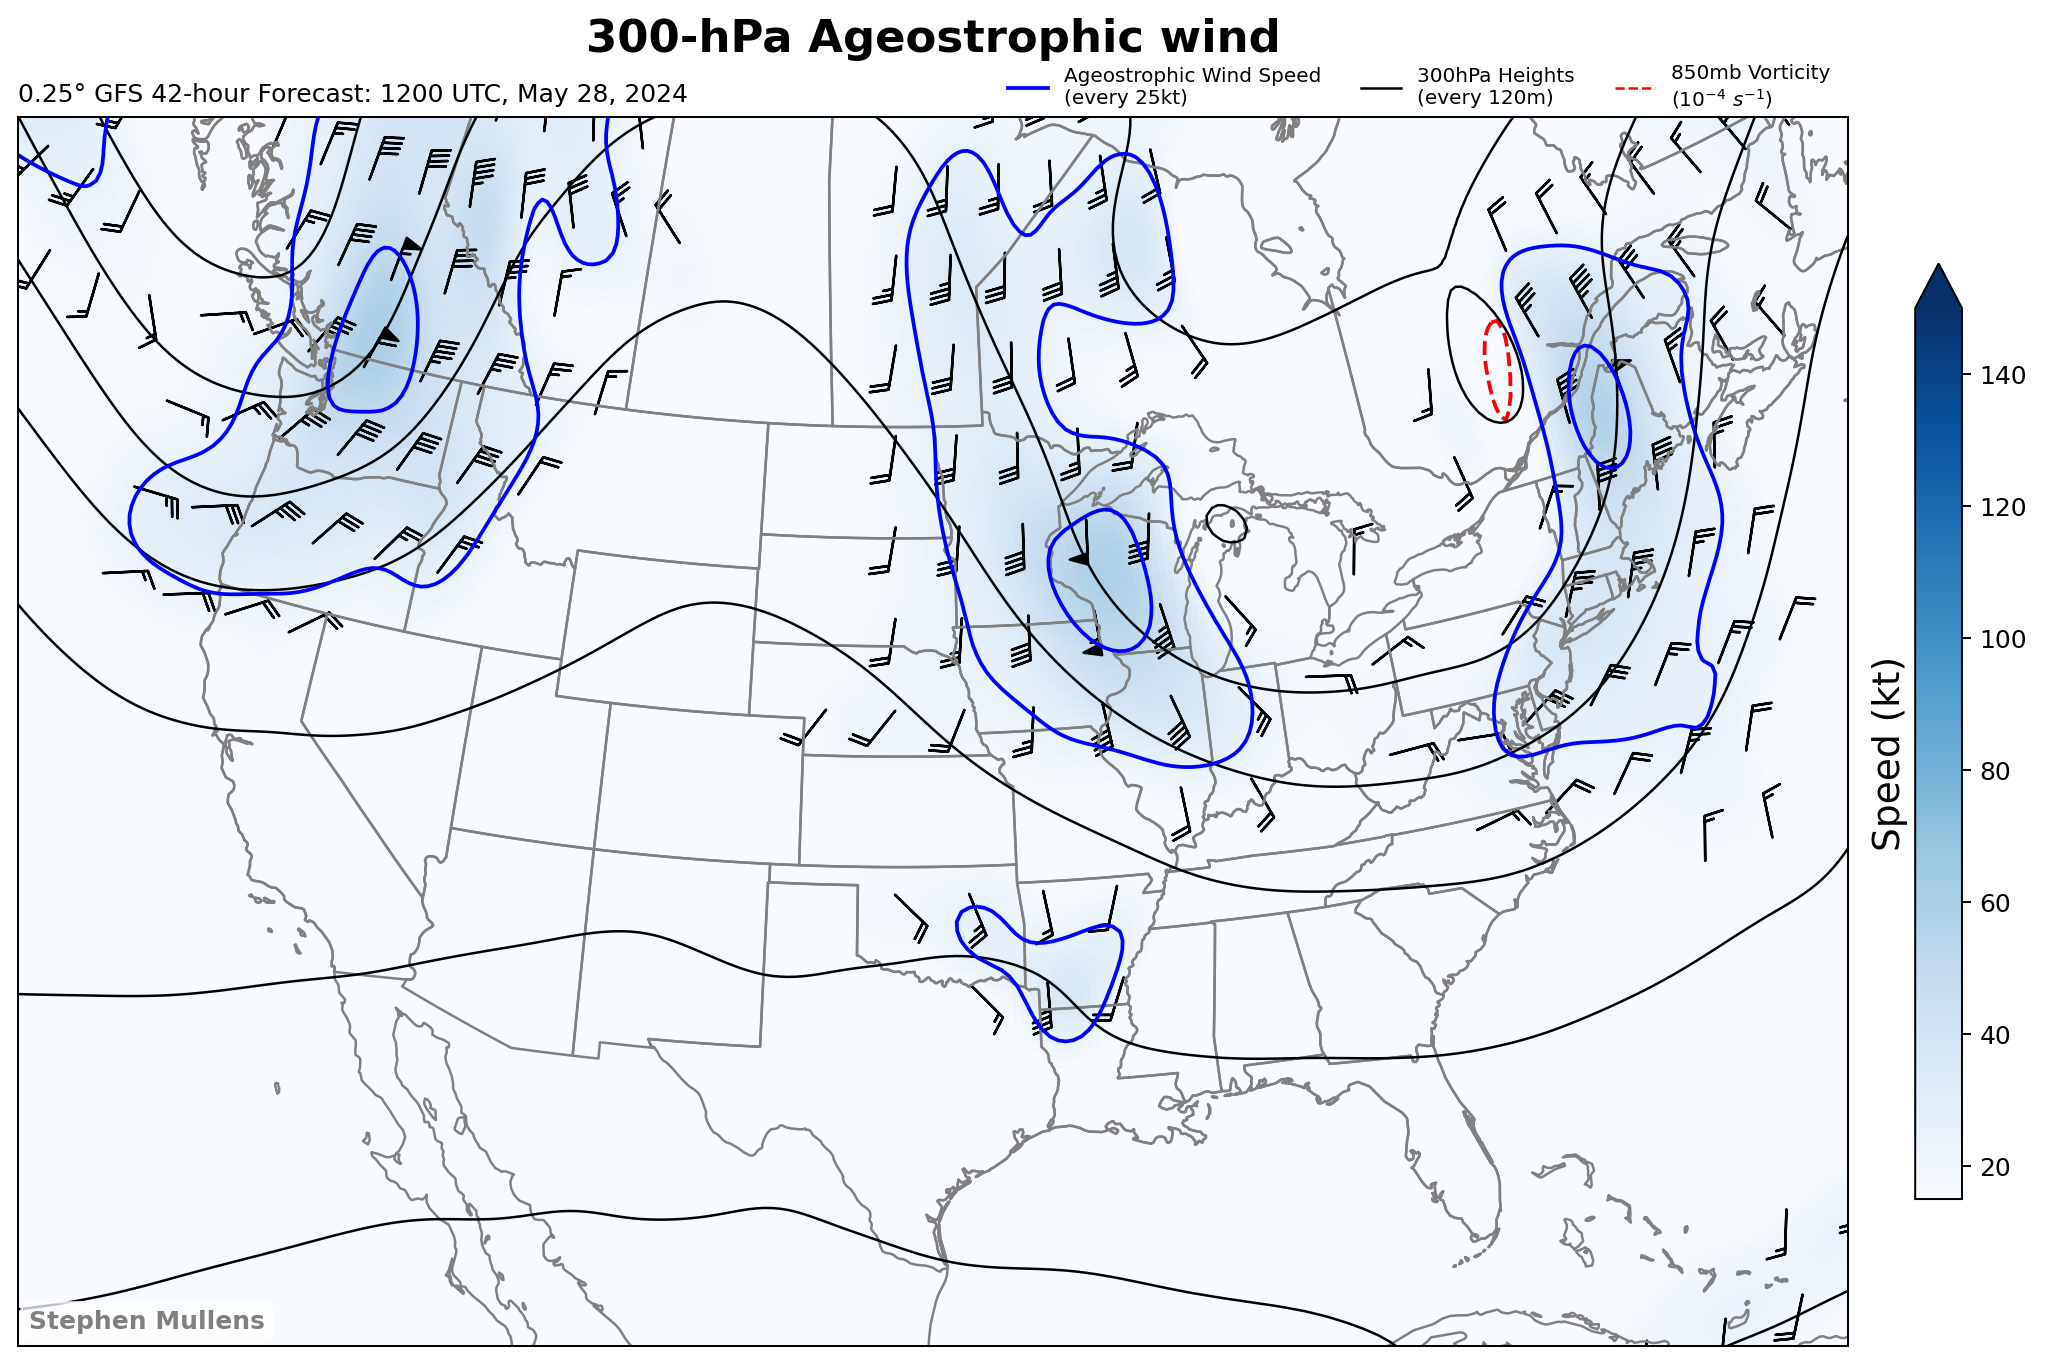 300-hPa Ageostrophic wind
0.25° GFS 42-hour Forecast: 1200 UTC, May 28, 2024
Ageostrophic Wind Speed
(every 25kt)
300hPa Heights
(every 120m)
850mb Vorticity
(10⁻⁴ s⁻¹)
140
120
100
80
60
40
20
Speed (kt)
Stephen Mullens